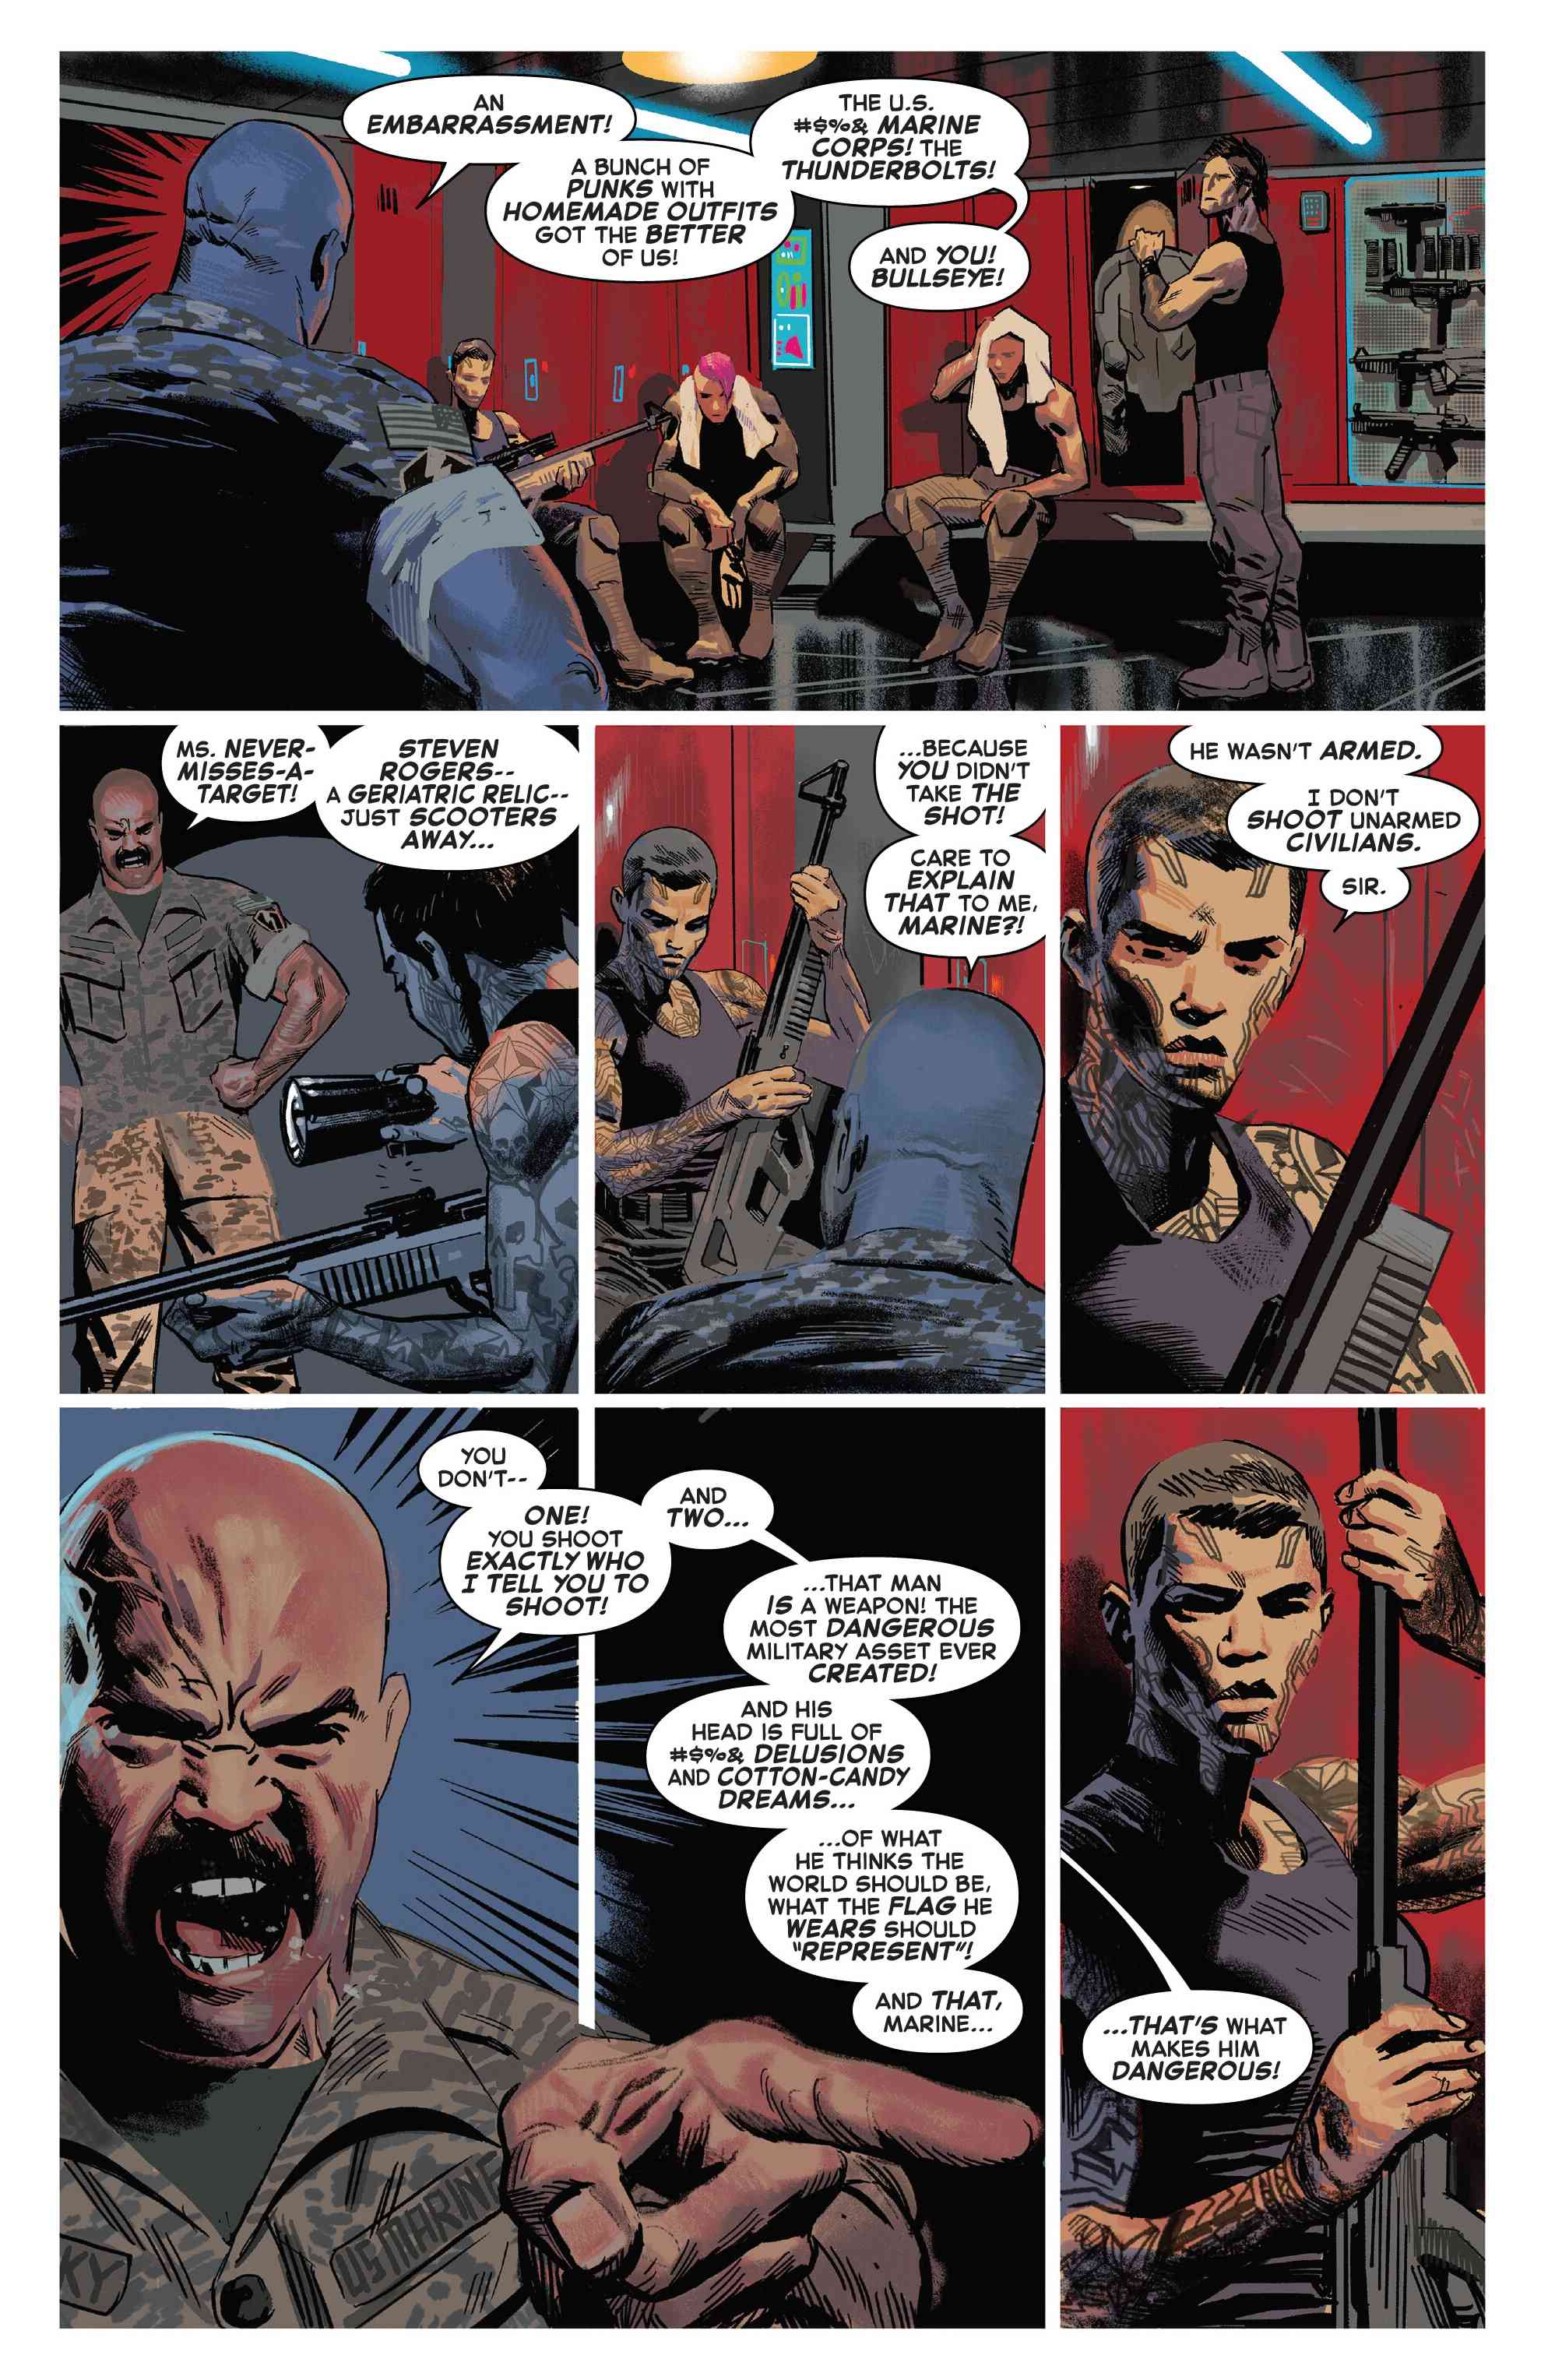 AN
EMBARRASSMENT!
A BUNCH OF
PUNKS WITH
HOMEMADE OUTFITS
GOT THE BETTER
OF US!
THE U.S.
#$%& MARINE
CORPS! THE
THUNDERBOLTS!
AND YOU!
BULLSEYE!
MS. NEVER-
MISSES-A-
TARGET!
STEVEN
ROGERS--
A GERIATRIC RELIC--
JUST SCOOTERS
AWAY...
...BECAUSE
YOU DIDN'T
TAKE THE
SHOT!
CARE TO
EXPLAIN
THAT TO ME,
MARINE?!
HE WASN'T ARMED.
I DON'T
SHOOT UNARMED
CIVILIANS.
SIR.
YOU
DON'T--
ONE!
YOU SHOOT
EXACTLY WHO
I TELL YOU TO
SHOOT!
AND
TWO...
...THAT MAN
IS A WEAPON! THE
MOST DANGEROUS
MILITARY ASSET EVER
CREATED!
AND HIS
HEAD IS FULL OF
#$%& DELUSIONS
AND COTTON-CANDY
DREAMS...
...OF WHAT
HE THINKS THE
WORLD SHOULD BE,
WHAT THE FLAG HE
WEARS SHOULD
"REPRESENT"!
AND THAT,
MARINE...
KY
US MARINE
...THAT'S WHAT
MAKES HIM
DANGEROUS!